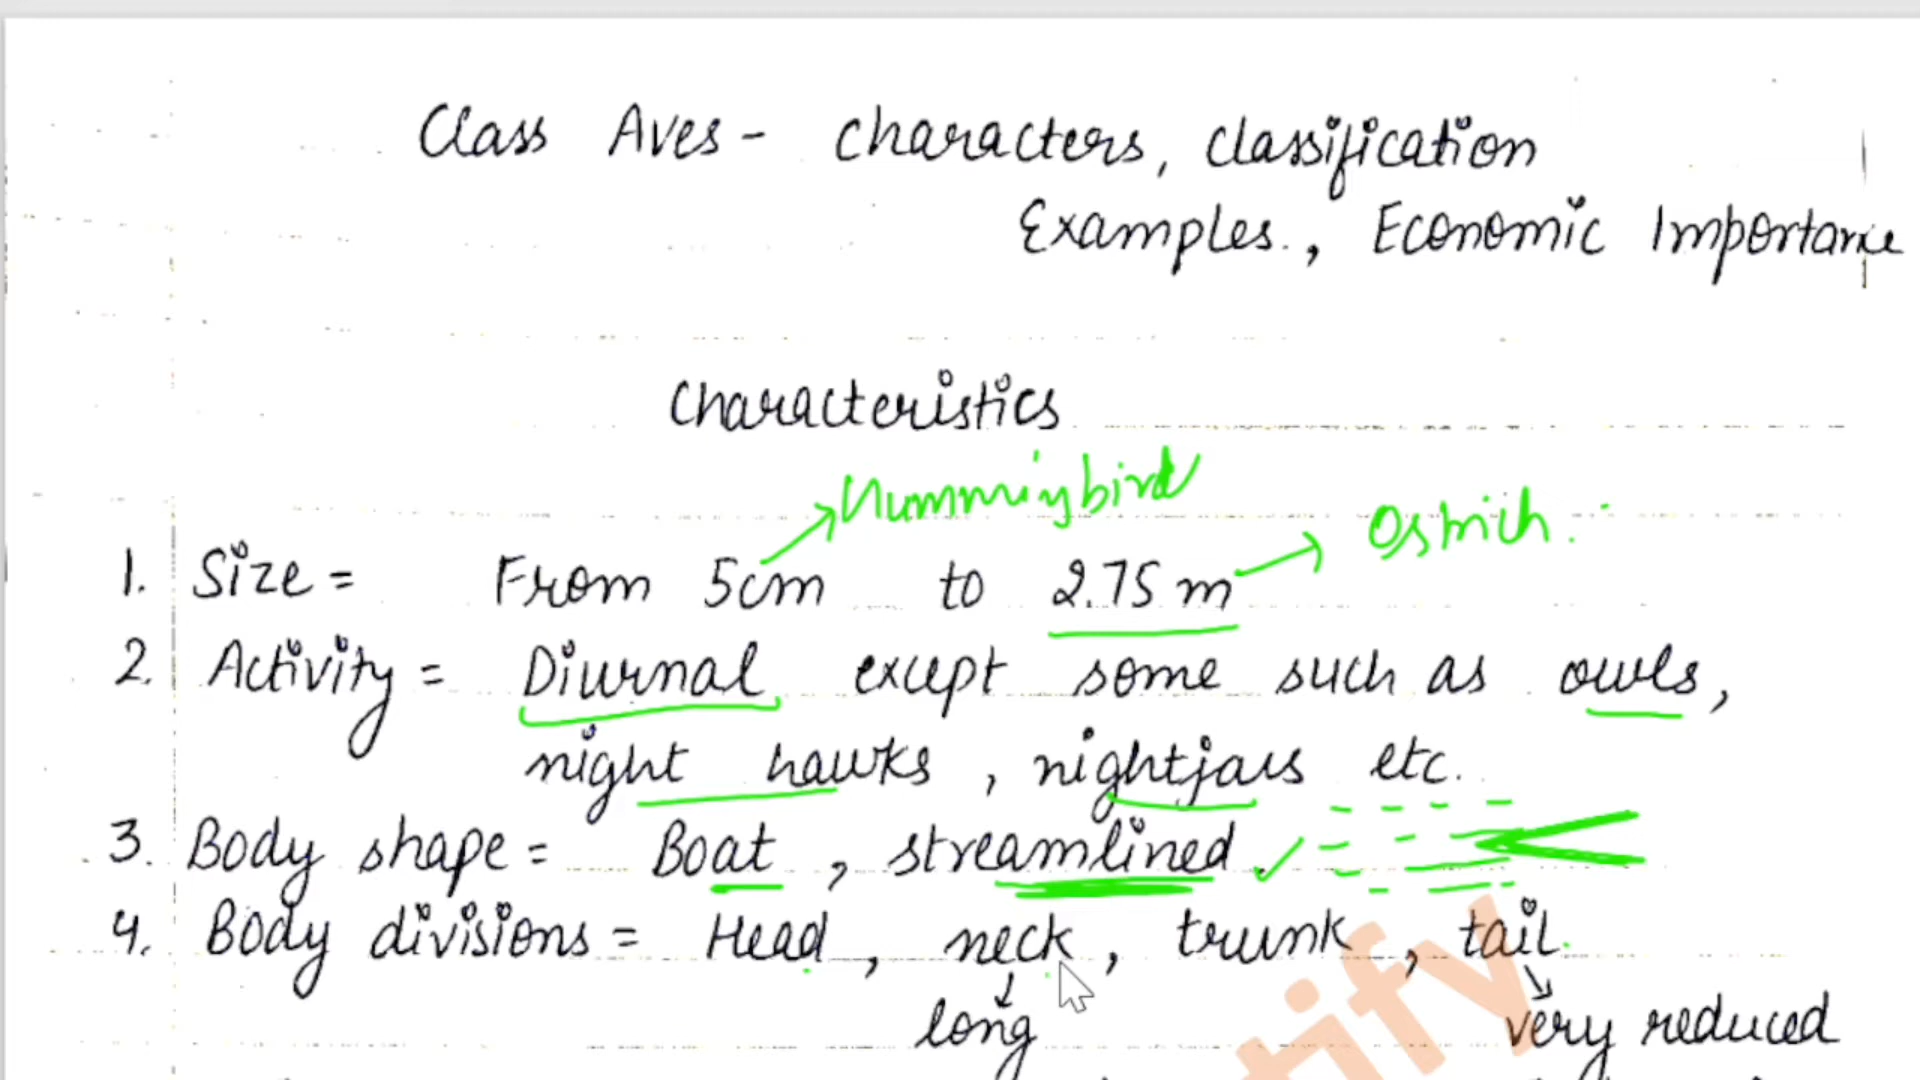 Class Aves - characters, classification
Examples., Economic Importance
Characteristics
Hummingbird
Ostrich.
1. Size = From 5cm to 2.75 m
2. Activity = Diurnal except some such as owls,
night hawks, nightjars etc.
3. Body shape = Boat, streamlined.
4. Body divisions = Head, neck, trunk, tail.
long very reduced
tify